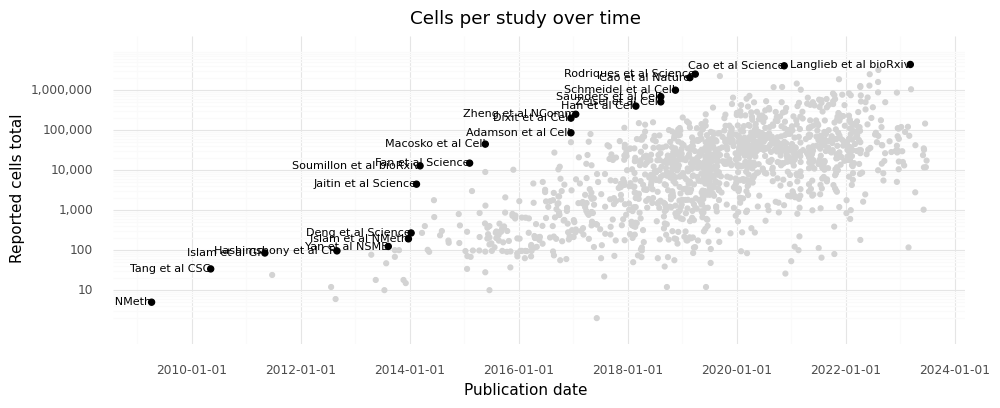 Cells per study over time
Reported cells total
1,000,000
100,000
10,000
1,000
100
10
Cao et al Science
Langlieb et al bioRxiv
Rodriques et al Science
Cao et al Nature
Schmeidel et al Cell
Saunders et al Cell
Zeisel et al Cell
Han et al Cell
Zheng et al NComms
Dixit et al Cell
Adamson et al Cell
Macosko et al Cell
Fan et al Science
Soumillon et al bioRxiv
Jaitin et al Science
Deng et al Science
Islam et al NMeth
Yan et al NSMB
Hashimshony et al CR
Islam et al GR
Tang et al CSC
NMeth
2010-01-01
2012-01-01
2014-01-01
2016-01-01
2018-01-01
2020-01-01
2022-01-01
2024-01-01
Publication date